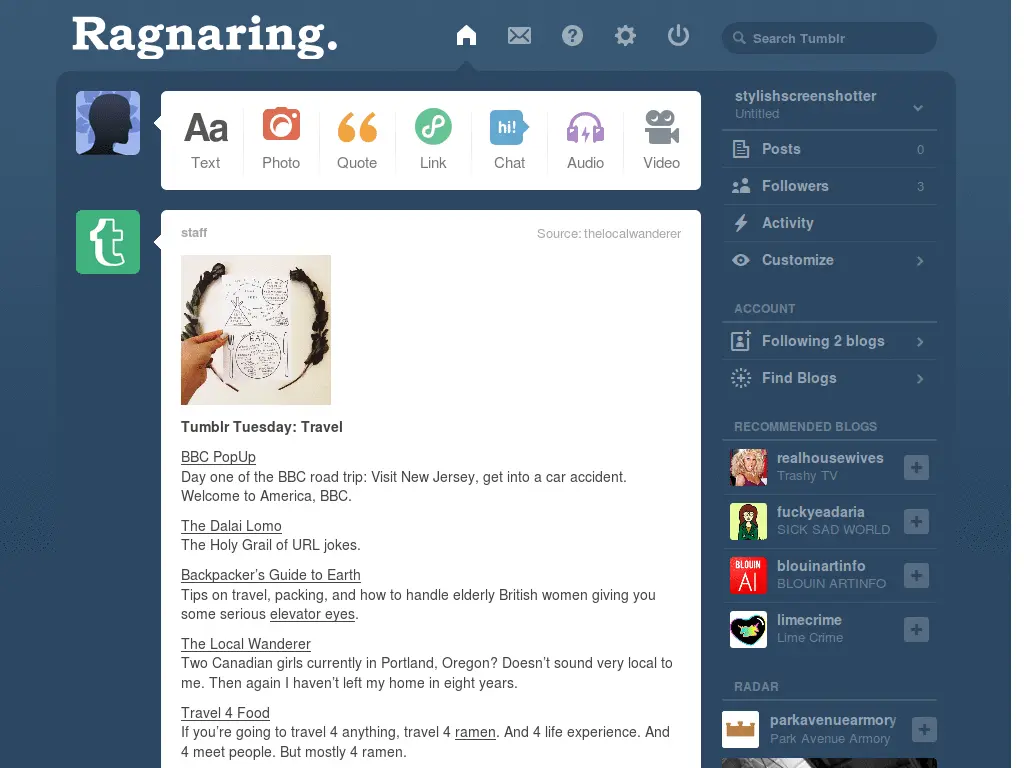 Ragnaring.
Search Tumblr
Aa
hi!
Text
Photo
Quote
Link
Chat
Audio
Video
t
staff
Source: thelocalwanderer
EAT
Tumblr Tuesday: Travel
BBC PopUp
Day one of the BBC road trip: Visit New Jersey, get into a car accident.
Welcome to America, BBC.
The Dalai Lomo
The Holy Grail of URL jokes.
Backpacker’s Guide to Earth
Tips on travel, packing, and how to handle elderly British women giving you
some serious elevator eyes.
The Local Wanderer
Two Canadian girls currently in Portland, Oregon? Doesn’t sound very local to
me. Then again I haven’t left my home in eight years.
Travel 4 Food
If you’re going to travel 4 anything, travel 4 ramen. And 4 life experience. And
4 meet people. But mostly 4 ramen.
stylishscreenshotter
Untitled
Posts 0
Followers 3
Activity
Customize
ACCOUNT
Following 2 blogs
Find Blogs
RECOMMENDED BLOGS
realhousewives
Trashy TV
fuckyeadaria
SICK SAD WORLD
BLOUIN
AI
blouinartinfo
BLOUIN ARTINFO
limecrime
Lime Crime
RADAR
parkavenuearmory
Park Avenue Armory